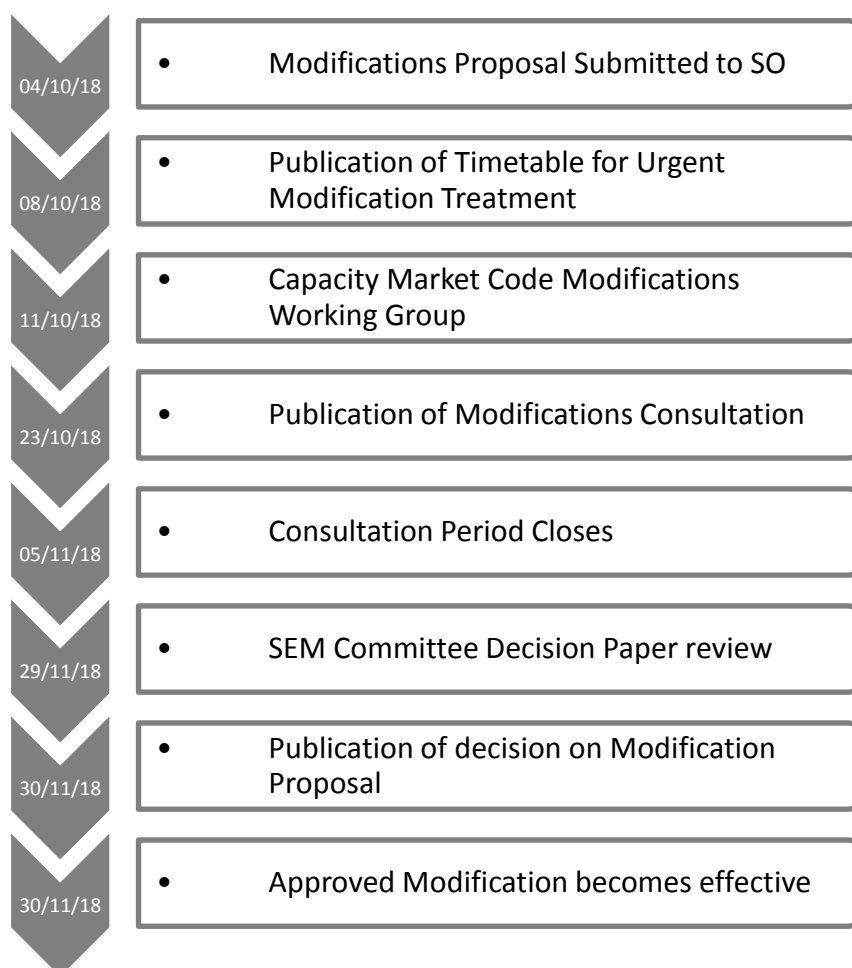 04/10/18
• Modifications Proposal Submitted to SO
08/10/18
• Publication of Timetable for Urgent
Modification Treatment
11/10/18
• Capacity Market Code Modifications
Working Group
23/10/18
• Publication of Modifications Consultation
05/11/18
• Consultation Period Closes
29/11/18
• SEM Committee Decision Paper review
30/11/18
• Publication of decision on Modification
Proposal
30/11/18
• Approved Modification becomes effective